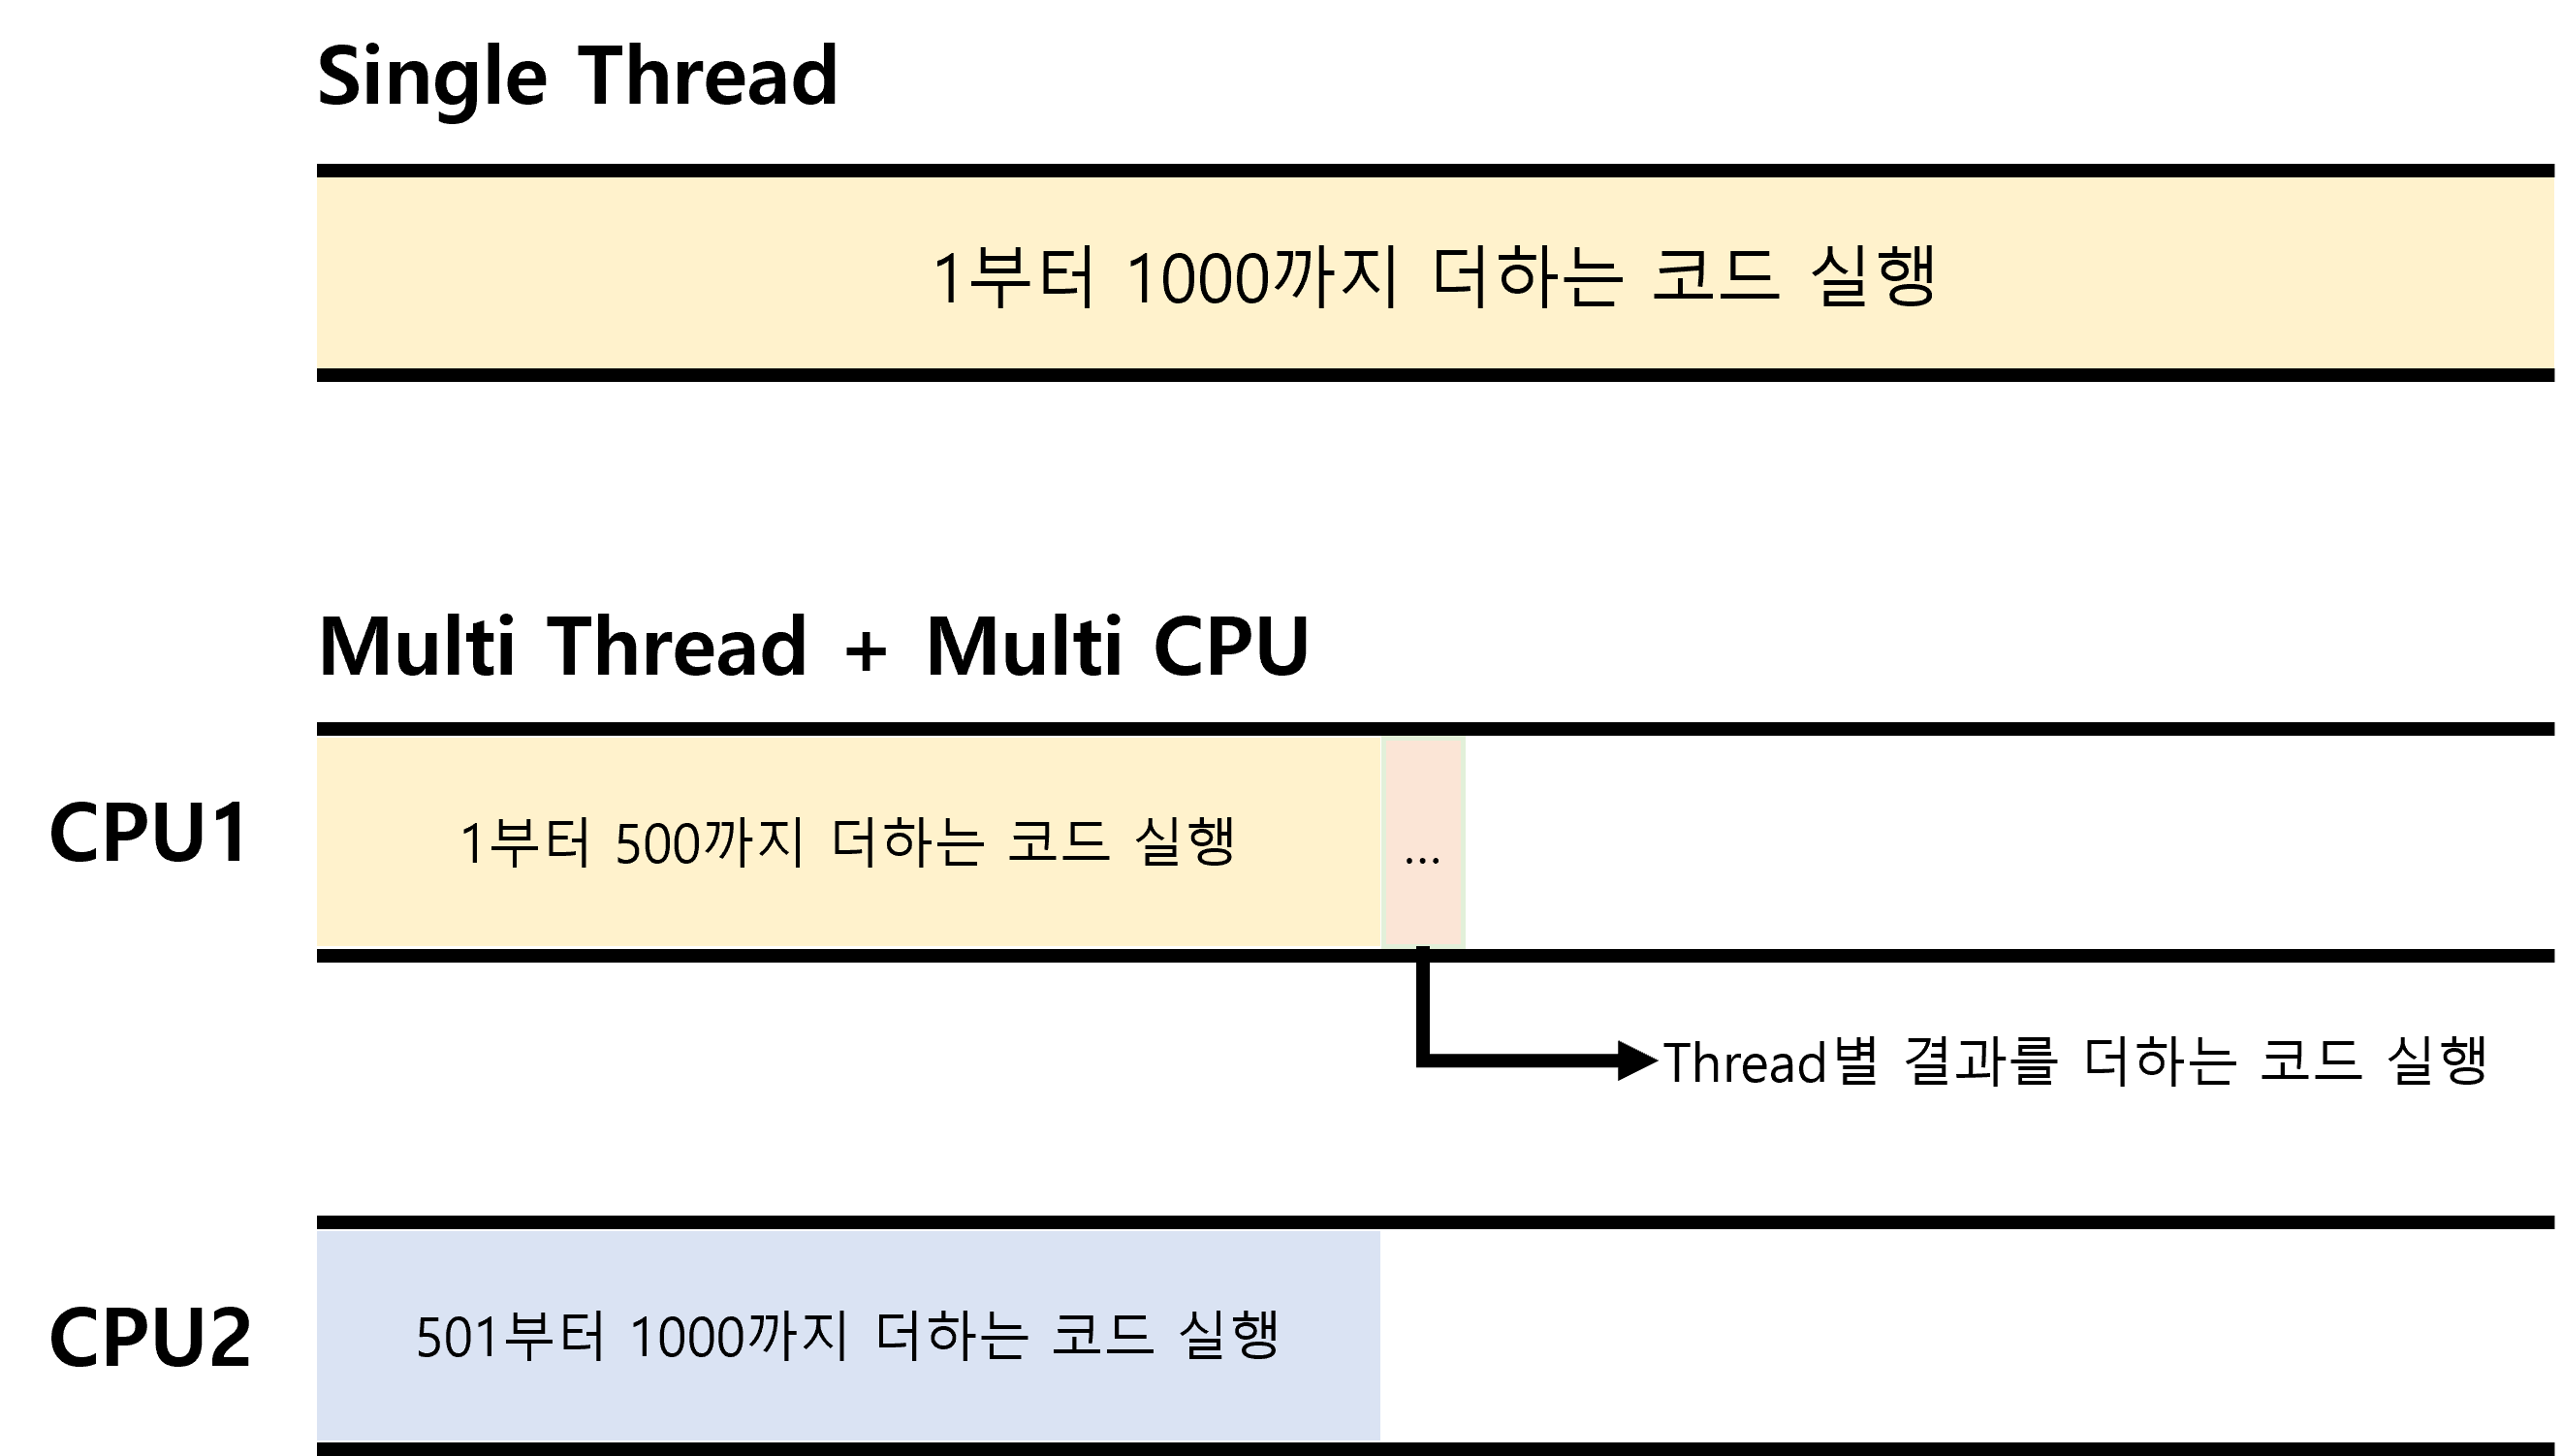 Single Thread
1부터 1000까지 더하는 코드 실행
Multi Thread + Multi CPU
CPU1
1부터 500까지 더하는 코드 실행
...
Thread별 결과를 더하는 코드 실행
CPU2
501부터 1000까지 더하는 코드 실행